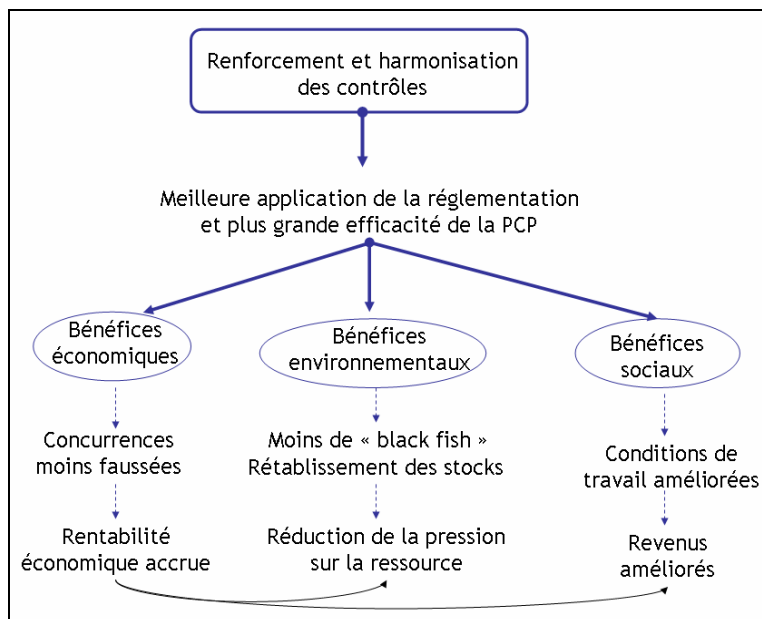 Renforcement et harmonisation
des contrôles
Meilleure application de la réglementation
et plus grande efficacité de la PCP
Bénéfices
économiques
Bénéfices
environnementaux
Bénéfices
sociaux
Concurrences
moins faussées
Moins de « black fish »
Rétablissement des stocks
Conditions de
travail améliorées
Rentabilité
économique accrue
Réduction de la pression
sur la ressource
Revenus
améliorés